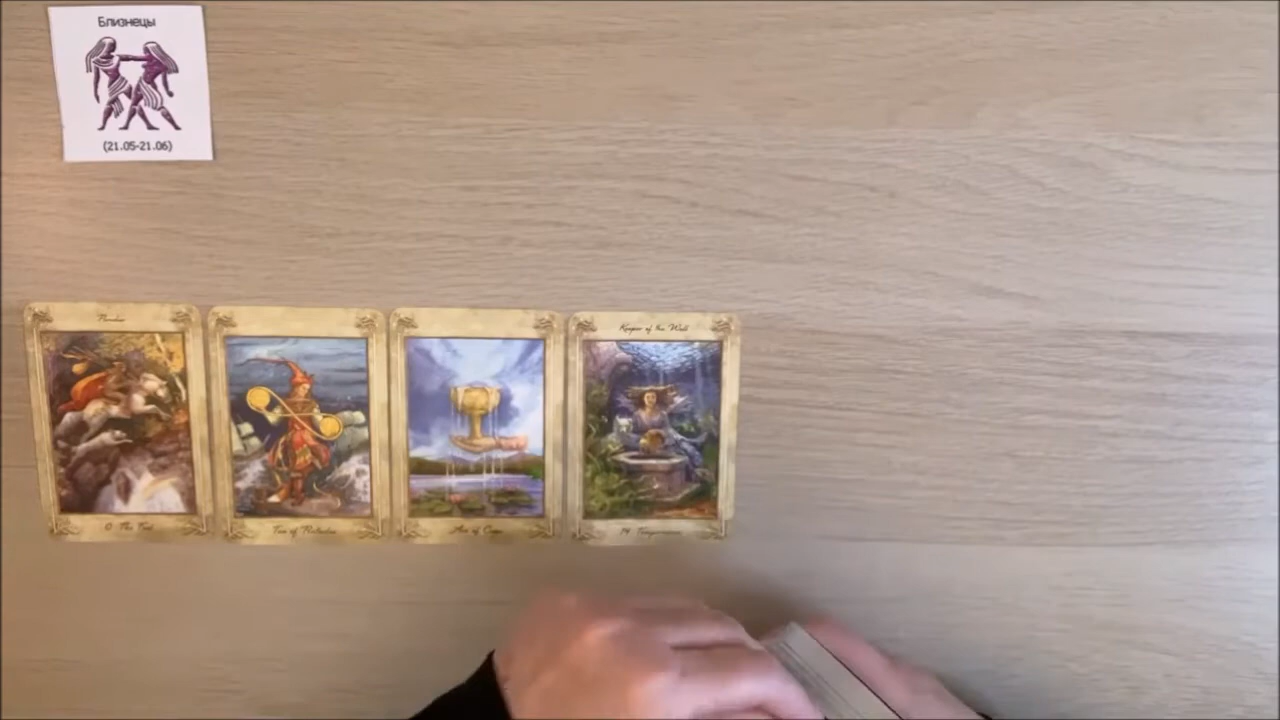 Близнецы
(21.05-21.06)
Keeper of the Well
0 The Fool
Two of Pentacles
Ace of Cups
14 Temperance